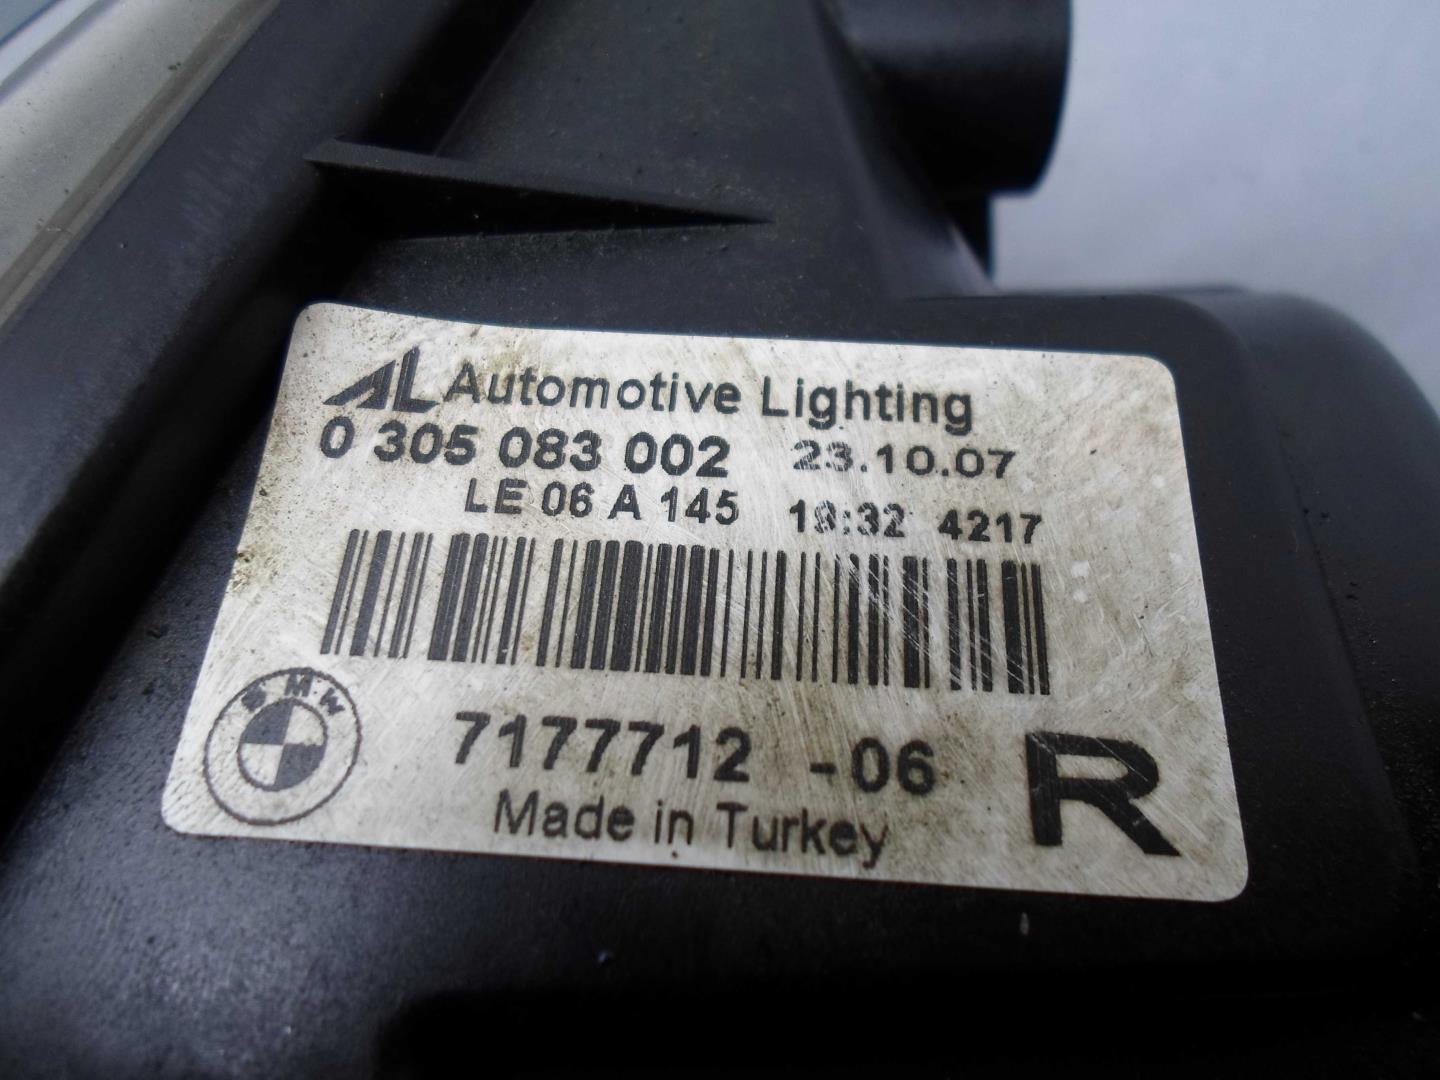 AL Automotive Lighting
0 305 083 002 23.10.07
LE 06 A 145 4217
BMW
7177712 -06 R
Made in Turkey